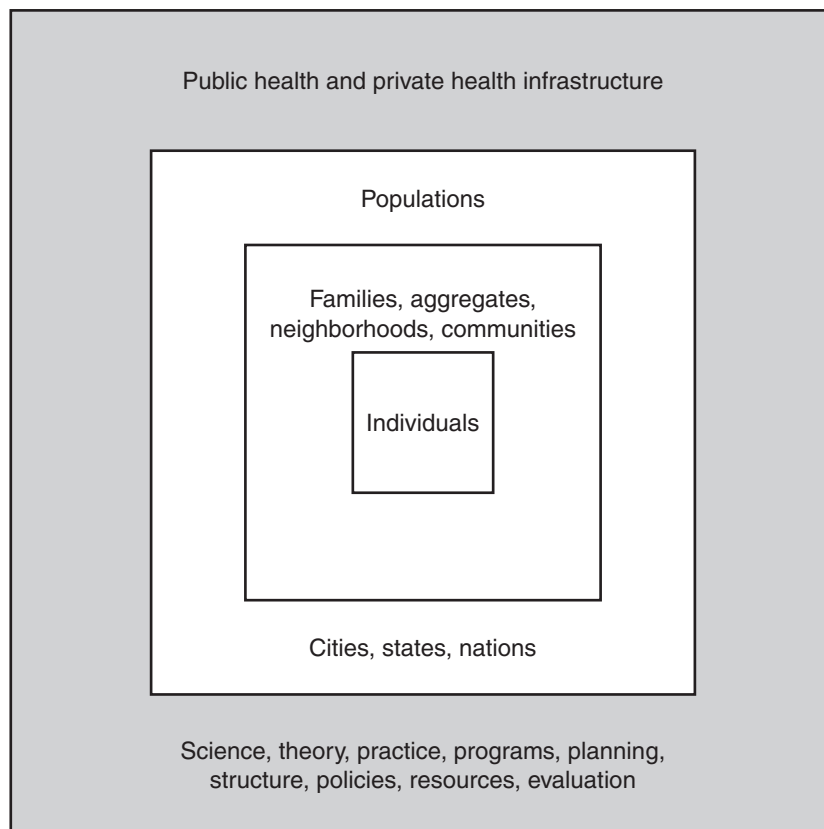 Public health and private health infrastructure
Populations
Families, aggregates,
neighborhoods, communities
Individuals
Cities, states, nations
Science, theory, practice, programs, planning,
structure, policies, resources, evaluation